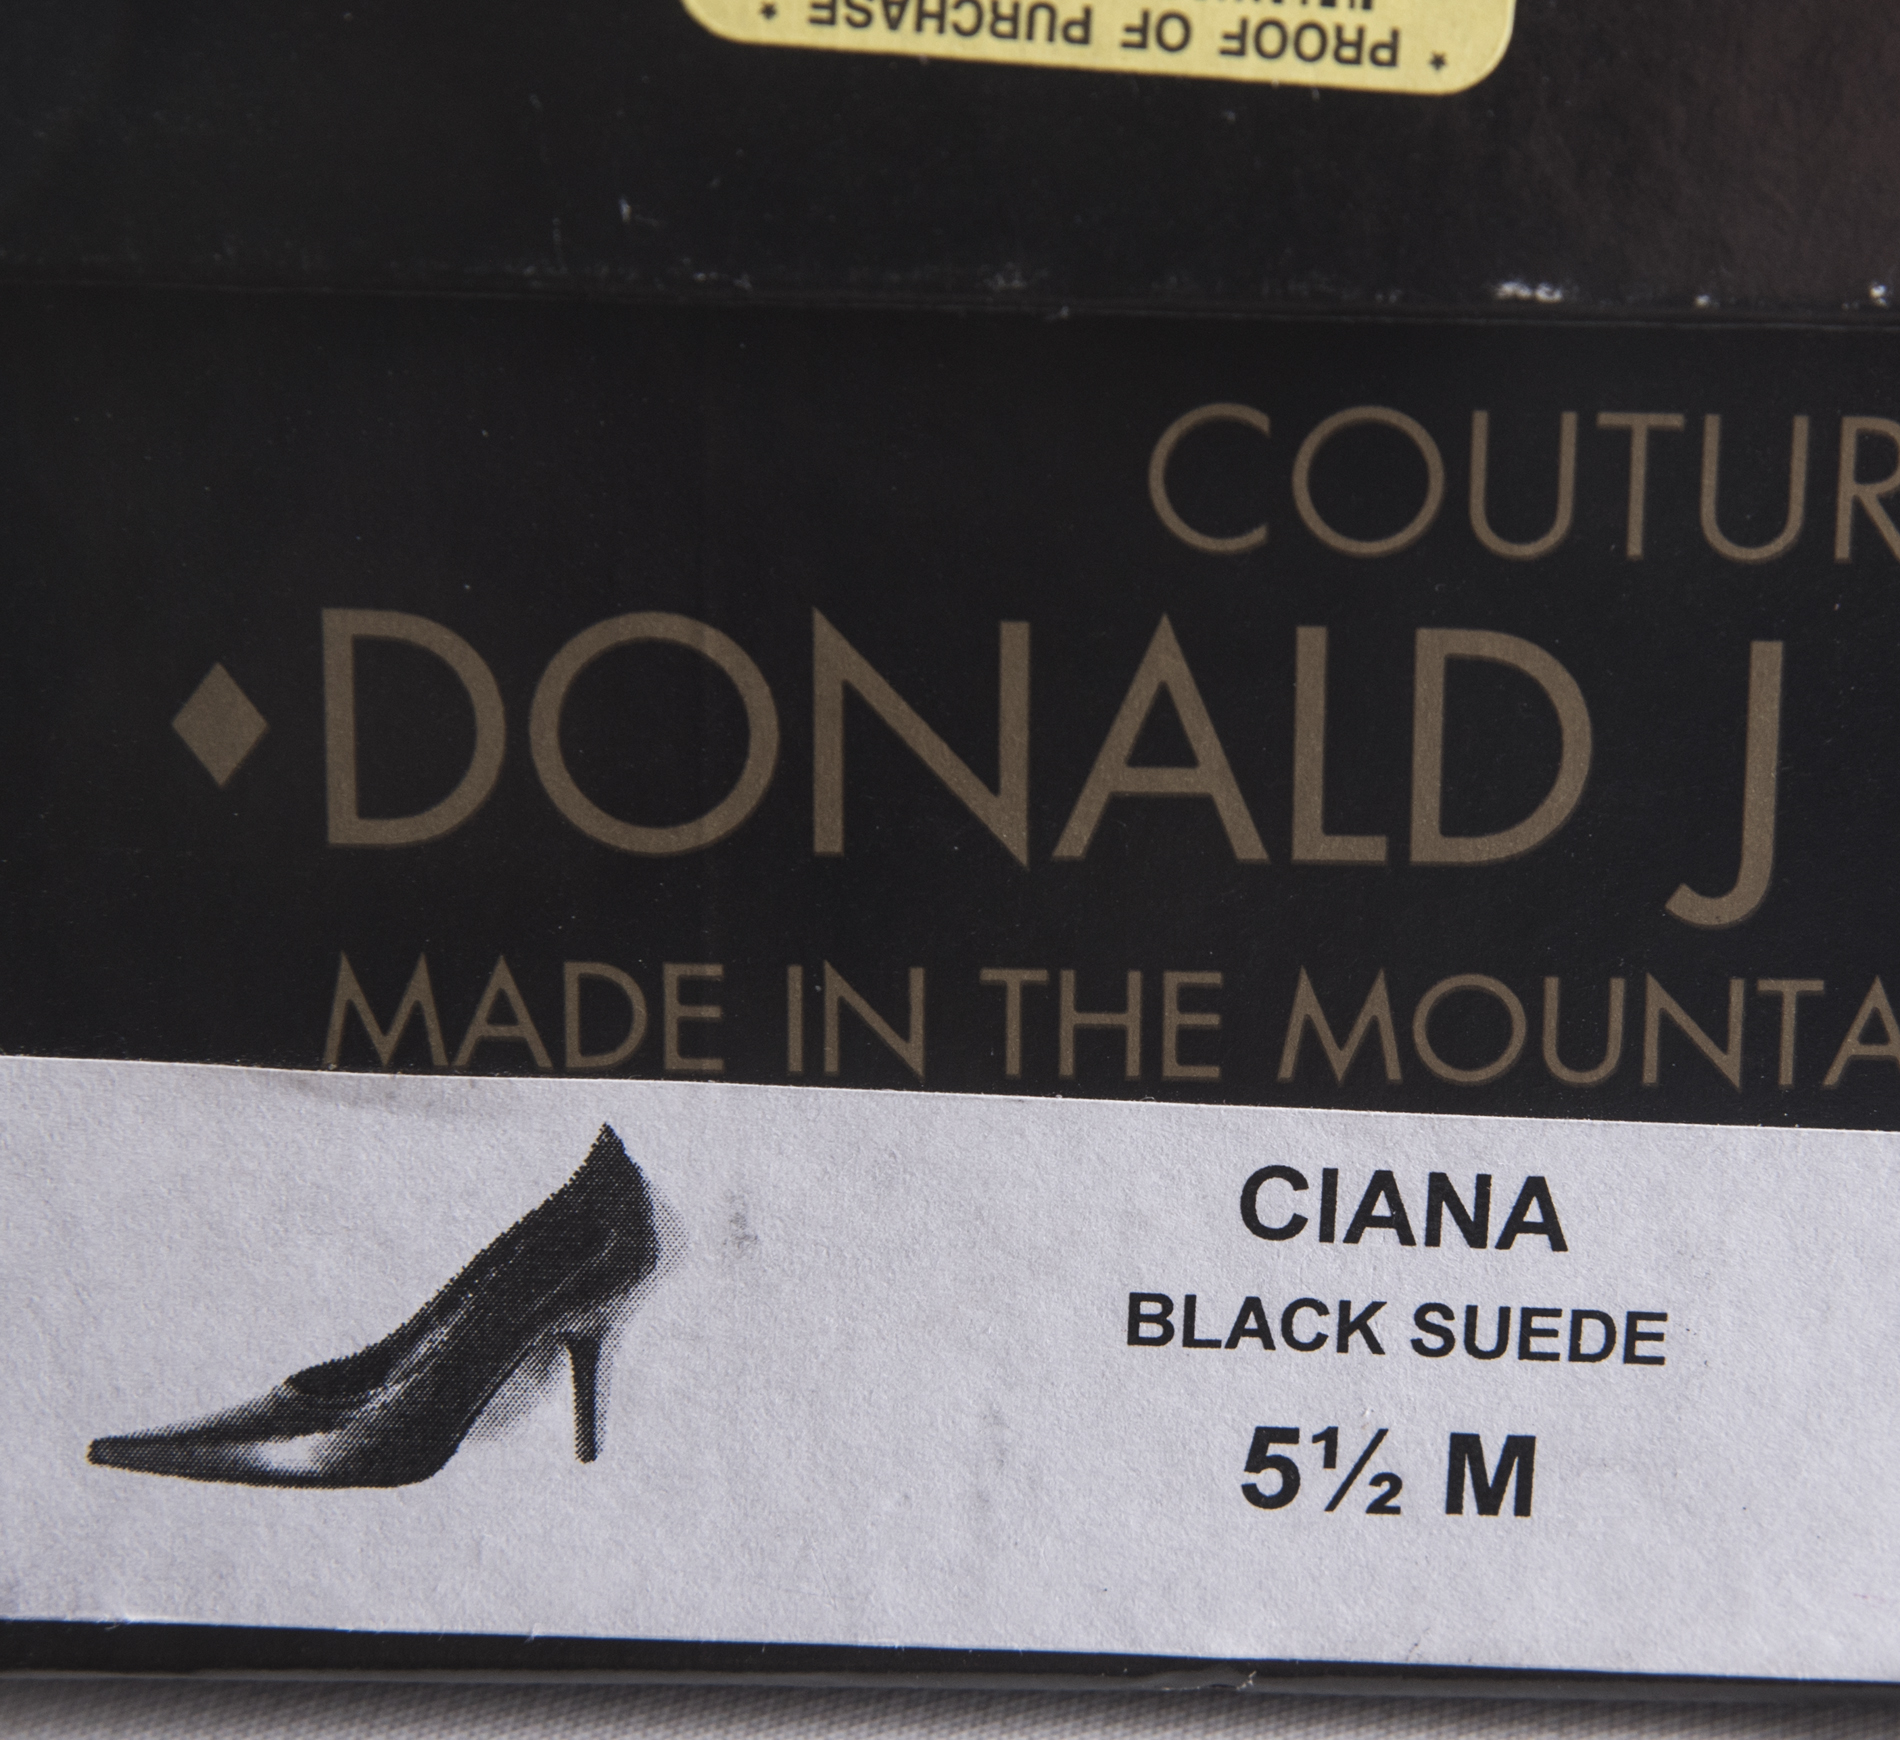 * PROOF OF PURCHASE *
COUTUR
DONALD J
MADE IN THE MOUNTA
CIANA
BLACK SUEDE
5½ M